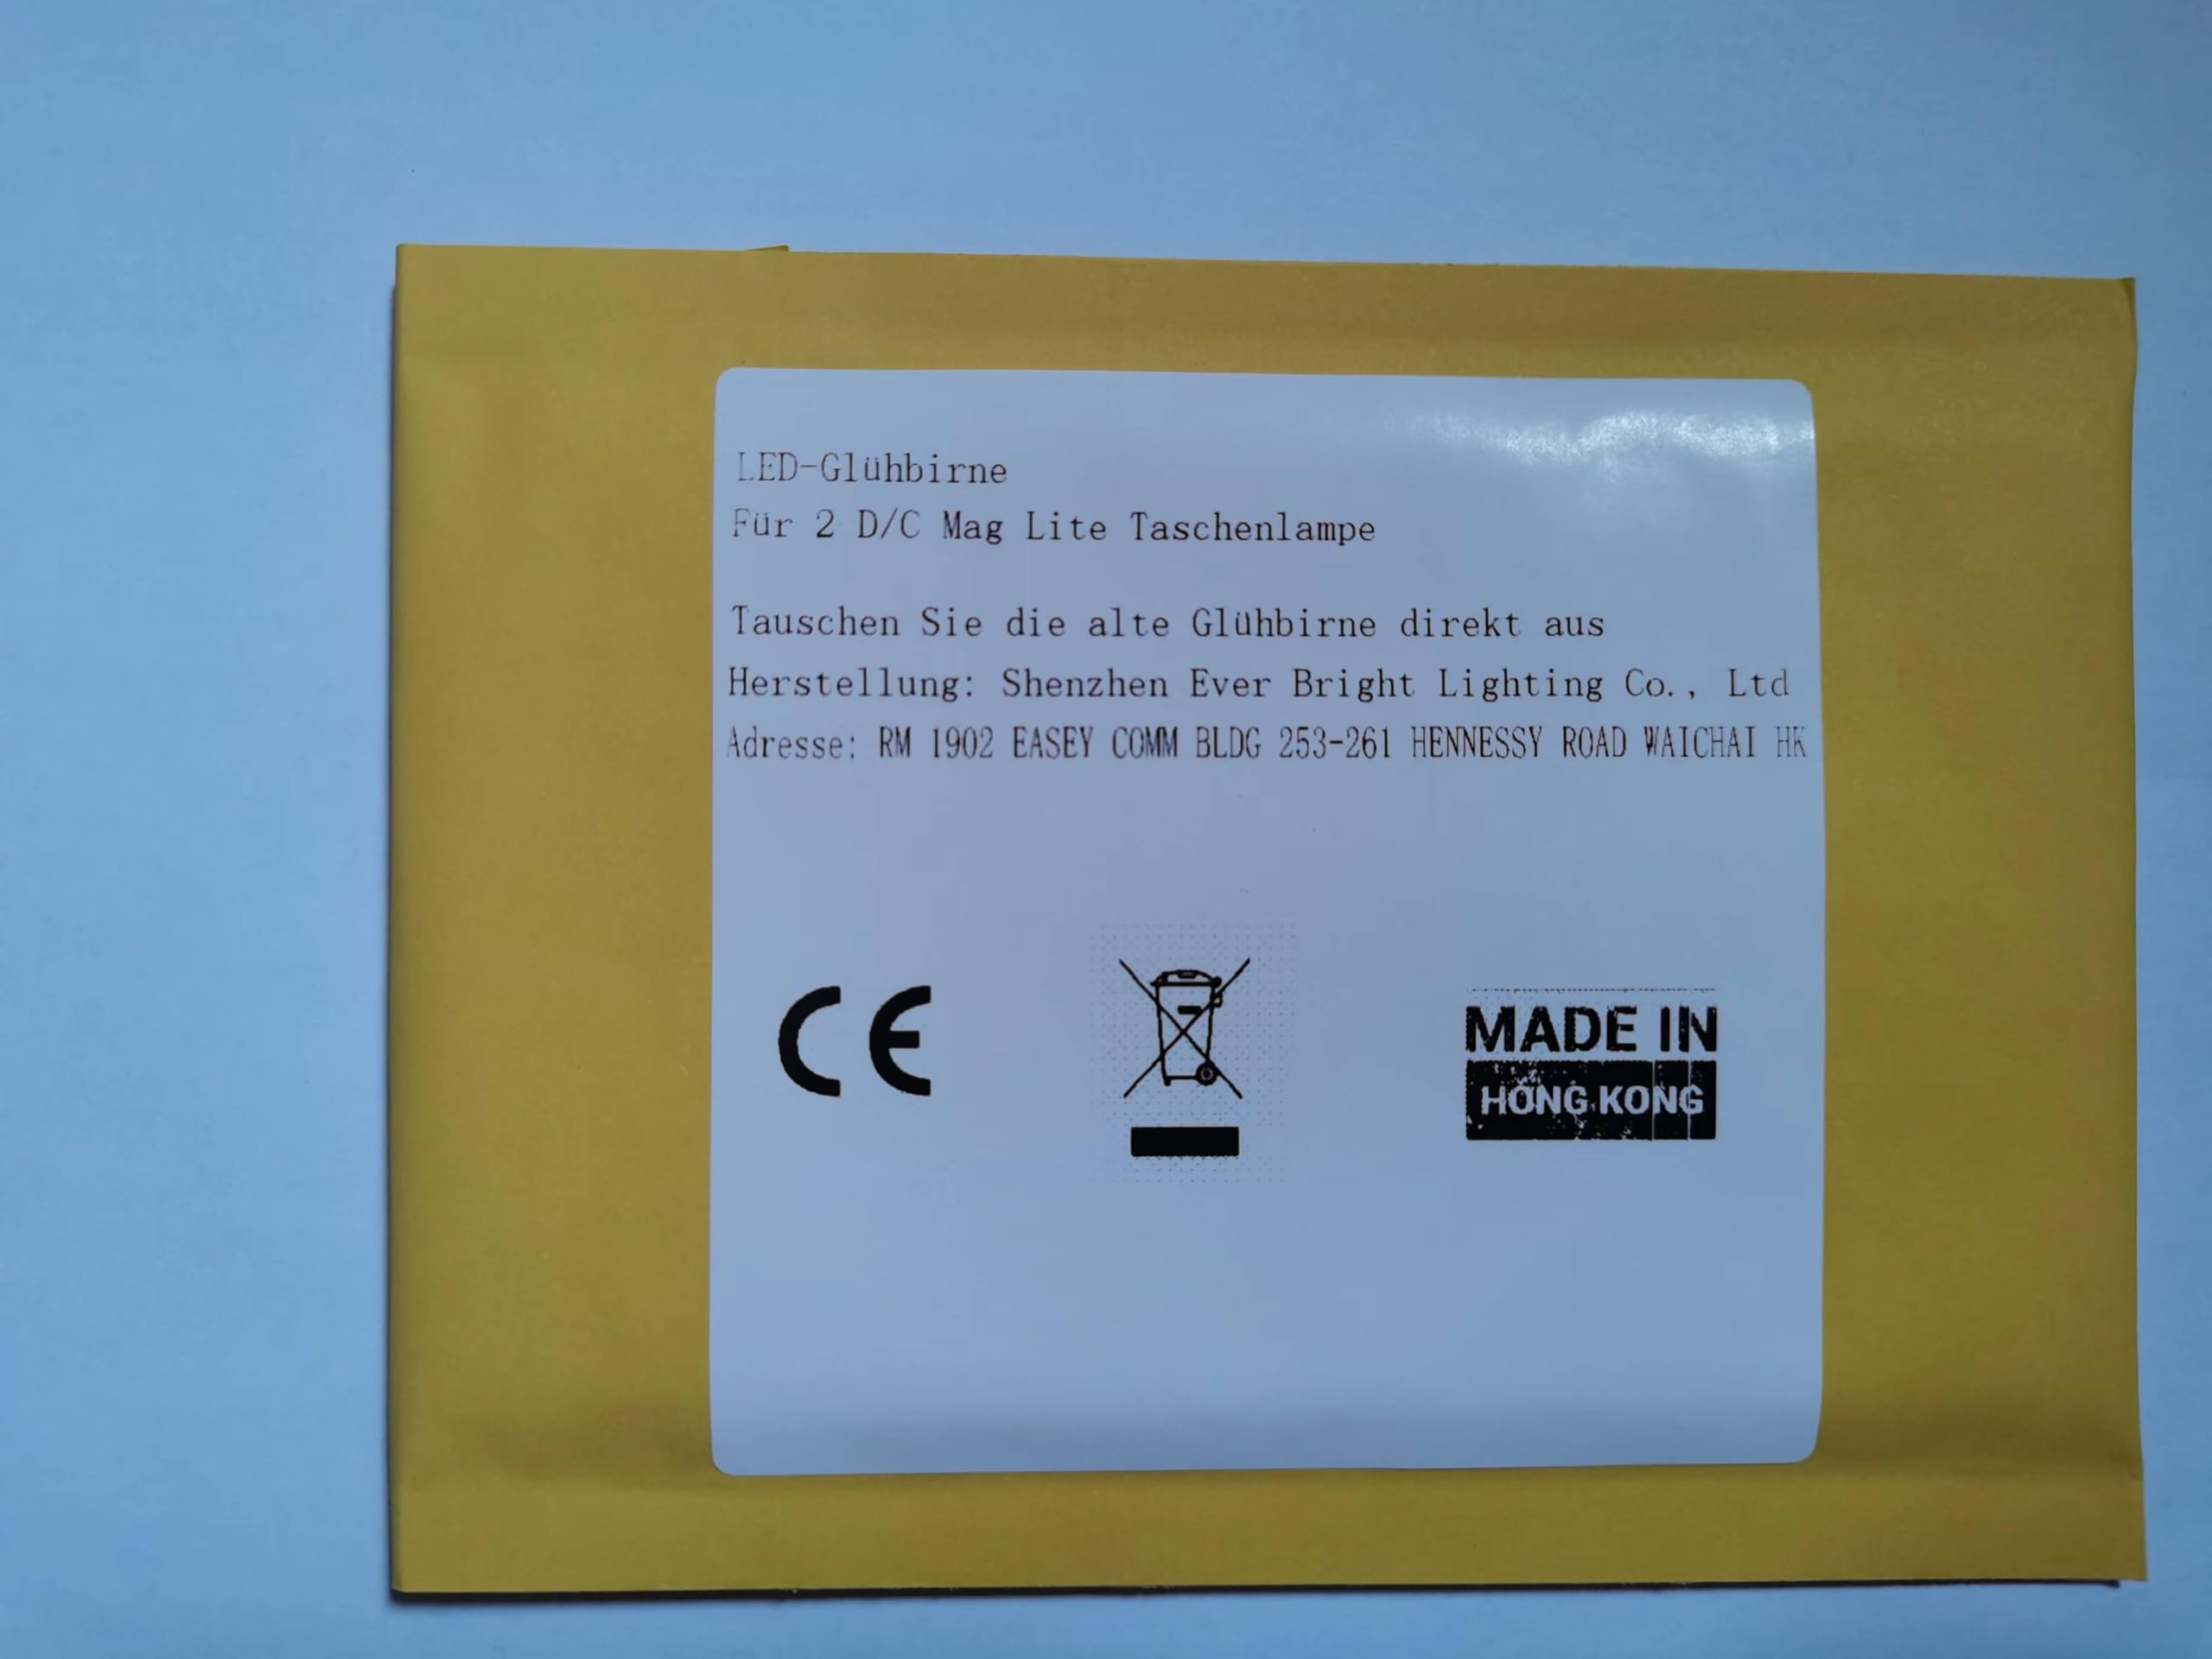 LED-Glühbirne
Für 2 D/C Mag Lite Taschenlampe
Tauschen Sie die alte Glühbirne direkt aus
Herstellung: Shenzhen Ever Bright Lighting Co., Ltd
Adresse: RM 1902 EASEY COMM BLDG 253-261 HENNESSY ROAD WAICHAI HK
CE
MADE IN
HONG KONG